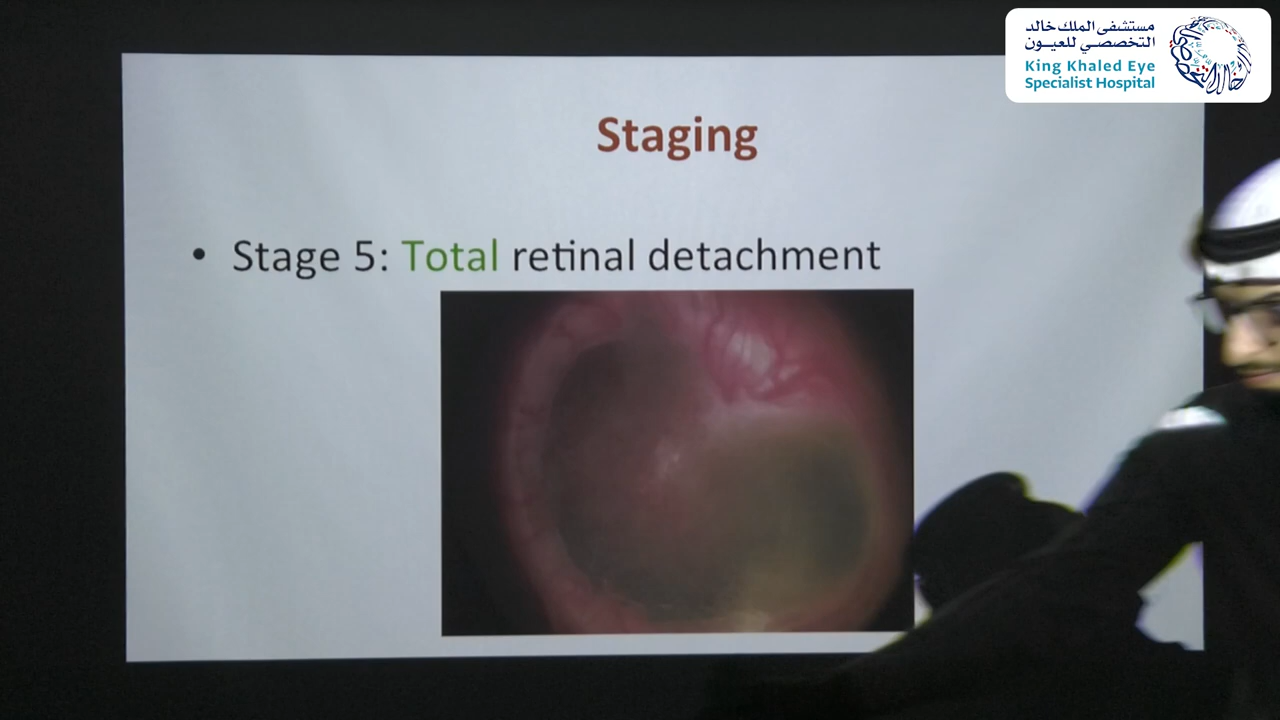 مستشفى الملك خالد
التخصصي للعيون
King Khaled Eye
Specialist Hospital
Staging
• Stage 5: Total retinal detachment